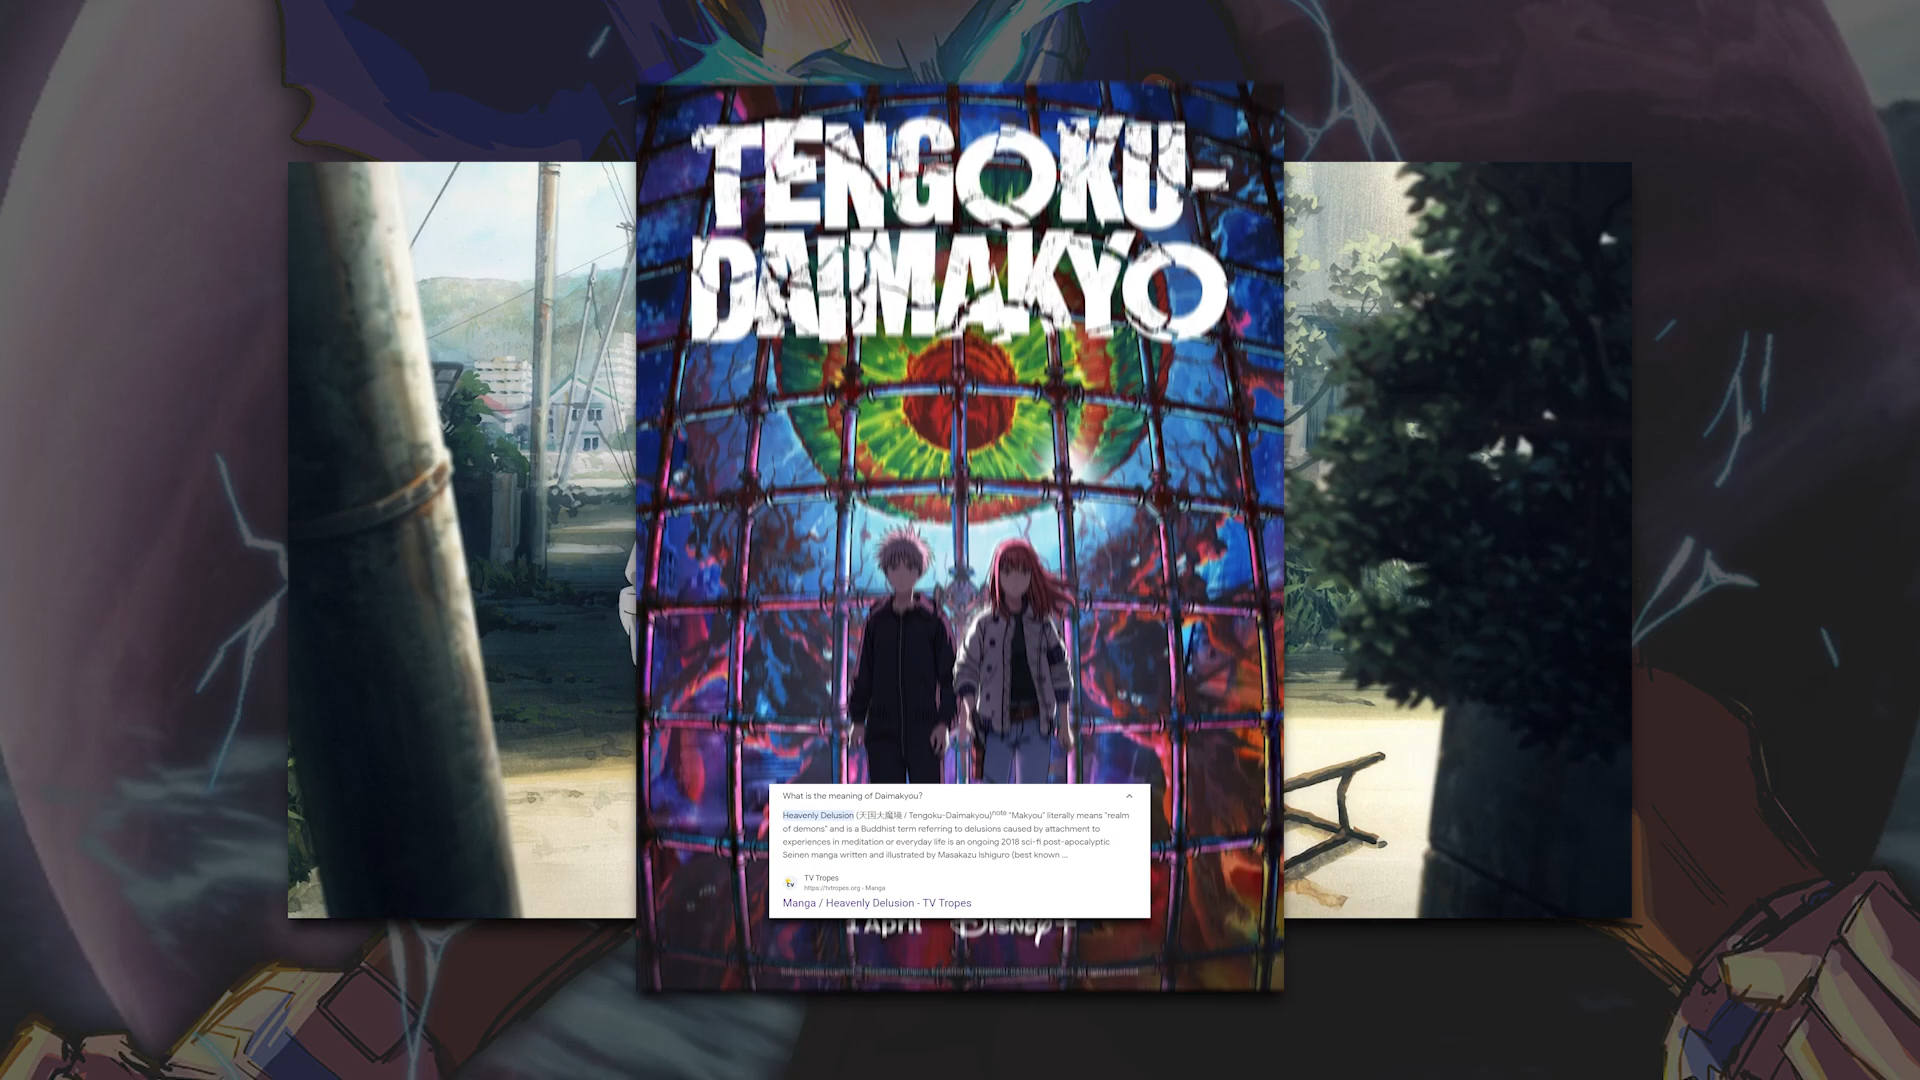 TENGOKU-
DAIMAKYO
What is the meaning of Daimakyou?
Heavenly Delusion (天国大魔境 / Tengoku-Daimakyou)note "Makyou" literally means "realm
of demons" and is a Buddhist term referring to delusions caused by attachment to
experiences in meditation or everyday life is an ongoing 2018 sci-fi post-apocalyptic
Seinen manga written and illustrated by Masakazu Ishiguro (best known ...
tv
TV Tropes
https://tvtropes.org › Manga
Manga / Heavenly Delusion - TV Tropes
1 April Disney+